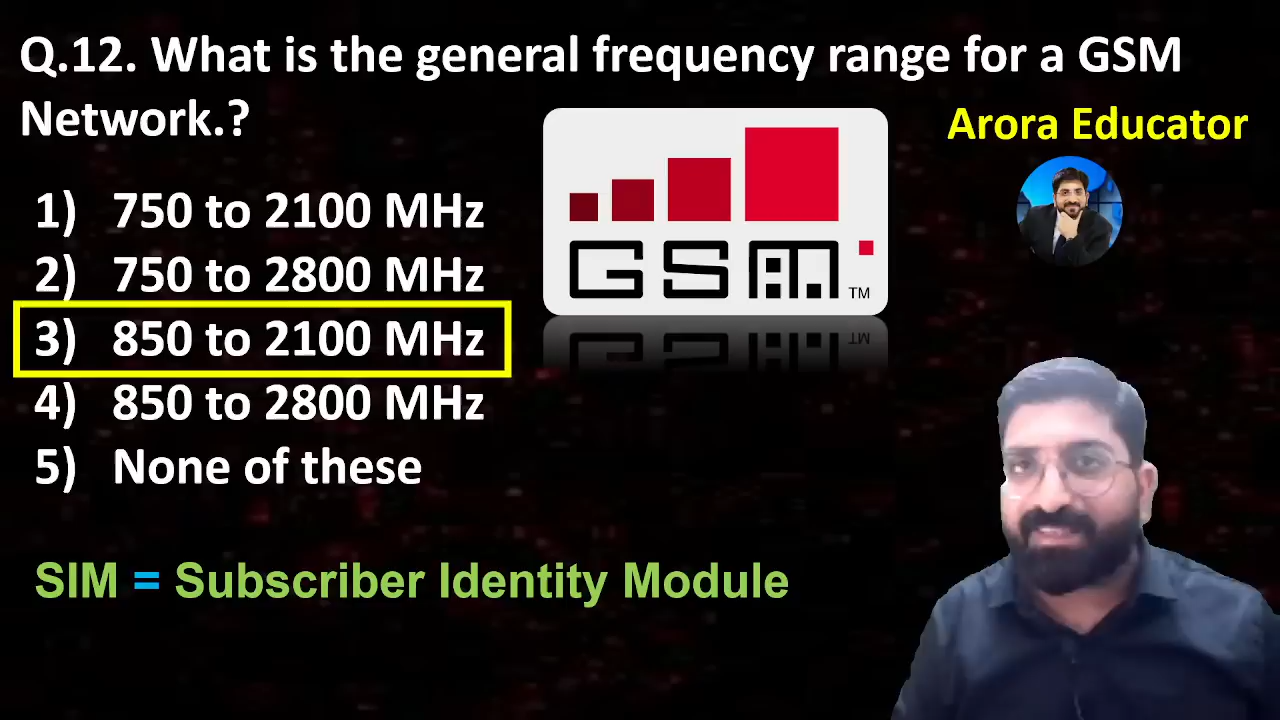 Q.12. What is the general frequency range for a GSM
Network.?
Arora Educator
1) 750 to 2100 MHz
2) 750 to 2800 MHz
3) 850 to 2100 MHz
4) 850 to 2800 MHz
5) None of these
GSM TM
SIM = Subscriber Identity Module